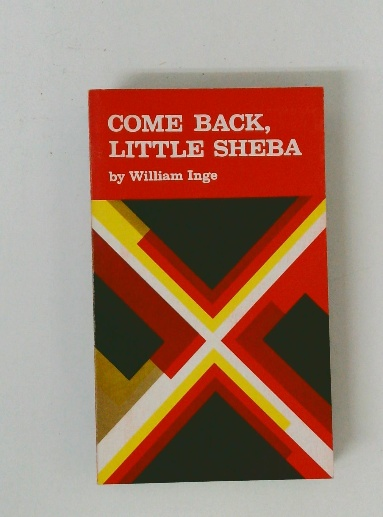 COME BACK,
LITTLE SHEBA
by William Inge